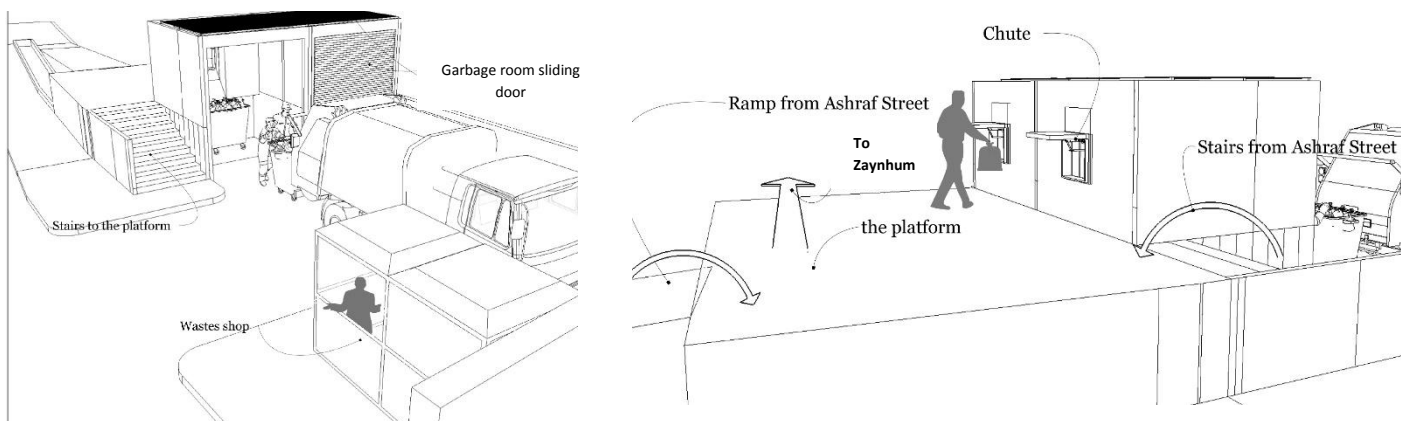 Garbage room sliding
door
Stairs to the platform
Wastes shop
Chute
Ramp from Ashraf Street
To
Zaynhum
Stairs from Ashraf Street
the platform